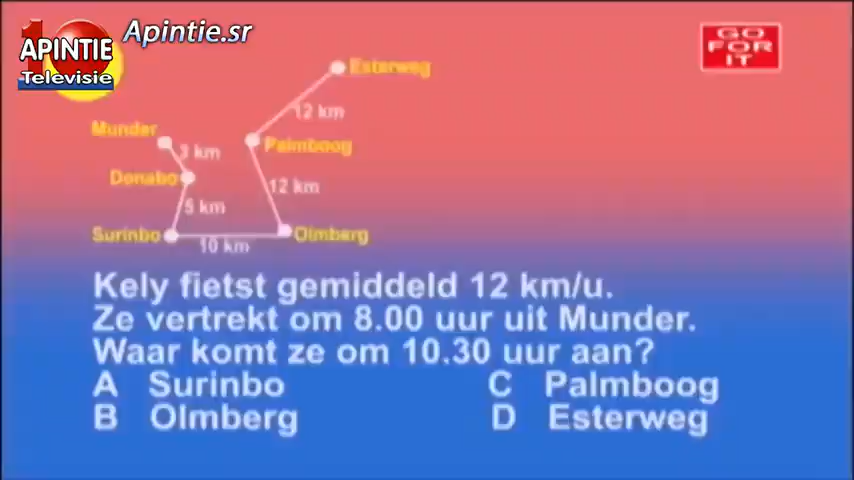 10
APINTIE
Televisie
Apintie.sr
GO
FOR
IT
Esterweg
12 km
Munder
3 km
Palmboog
Donabo
12 km
5 km
Surinbo
10 km
Olmberg
Kely fietst gemiddeld 12 km/u.
Ze vertrekt om 8.00 uur uit Munder.
Waar komt ze om 10.30 uur aan?
A Surinbo C Palmboog
B Olmberg D Esterweg